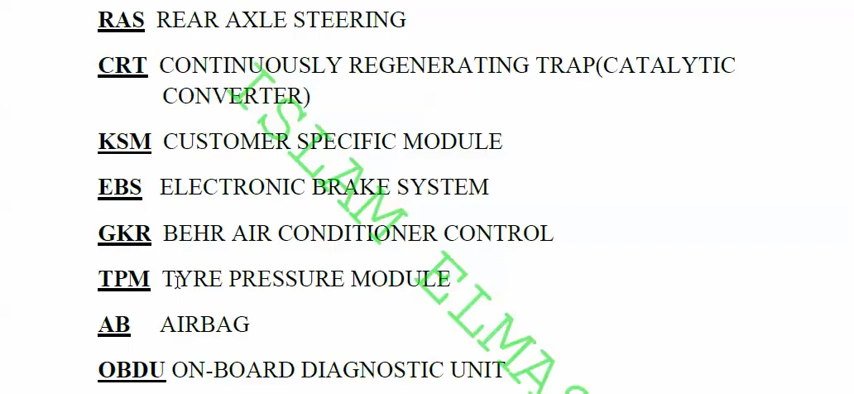 RAS REAR AXLE STEERING
CRT CONTINUOUSLY REGENERATING TRAP(CATALYTIC
CONVERTER)
KSM CUSTOMER SPECIFIC MODULE
EBS ELECTRONIC BRAKE SYSTEM
GKR BEHR AIR CONDITIONER CONTROL
TPM TYRE PRESSURE MODULE
AB AIRBAG
OBDU ON-BOARD DIAGNOSTIC UNIT
ISLAM ELMAS